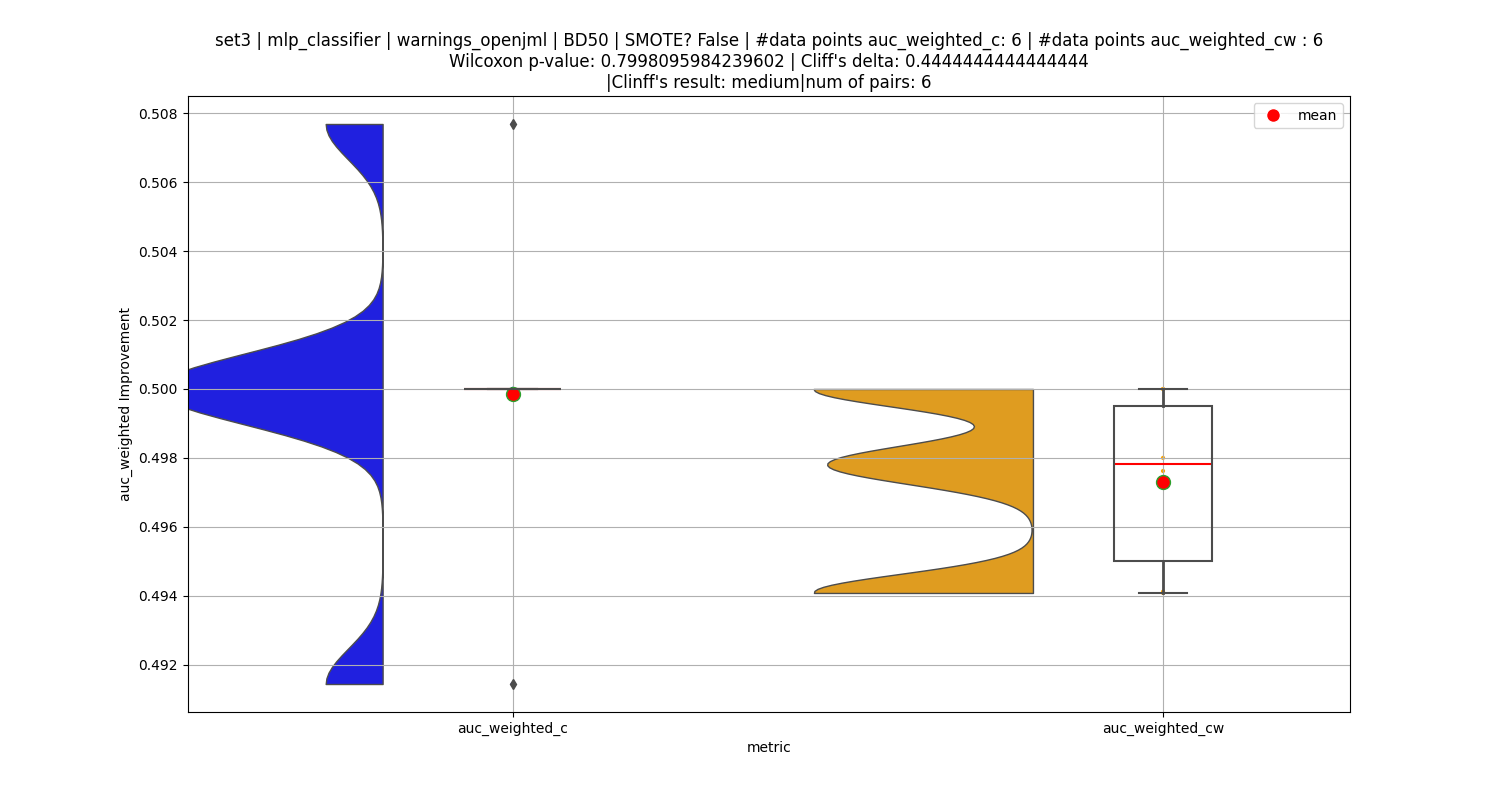 set3 | mlp_classifier | warnings_openjml | BD50 | SMOTE? False | #data points auc_weighted_c: 6 | #data points auc_weighted_cw : 6
Wilcoxon p-value: 0.7998095984239602 | Cliff's delta: 0.4444444444444444
|Clinff's result: medium|num of pairs: 6
mean
0.508
0.506
0.504
0.502
0.500
0.498
0.496
0.494
0.492
auc_weighted Improvement
auc_weighted_c
auc_weighted_cw
metric